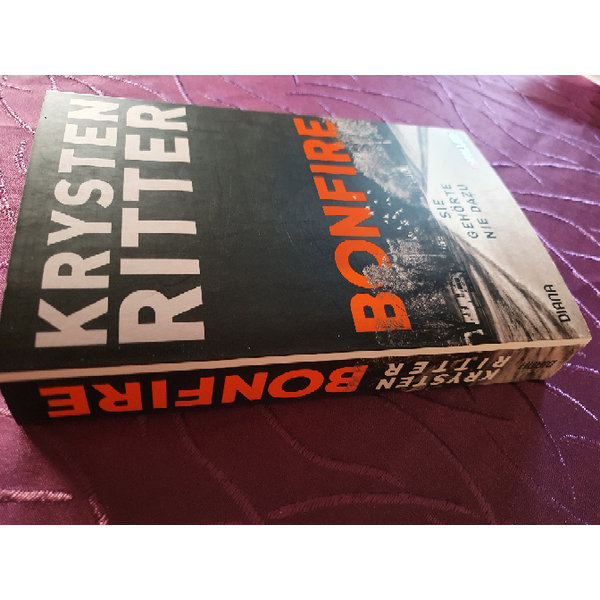 KRYSTEN
RITTER
BONFIRE
SIE
GEHÖRTE
NIE DAZU
DIANA
BONFIRE
KRYSTEN
RITTER